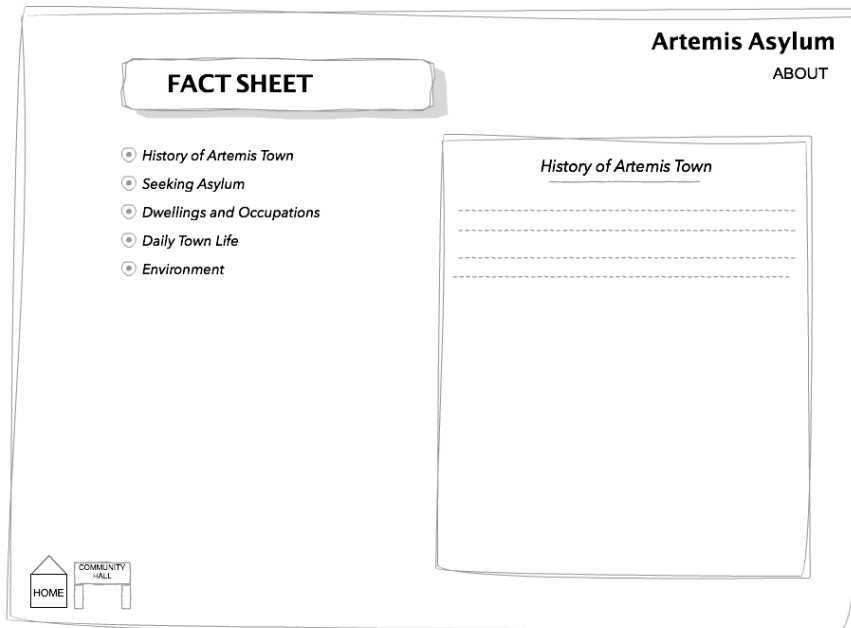 Artemis Asylum
ABOUT
FACT SHEET
History of Artemis Town
Seeking Asylum
Dwellings and Occupations
Daily Town Life
Environment
History of Artemis Town
HOME
COMMUNITY
HALL